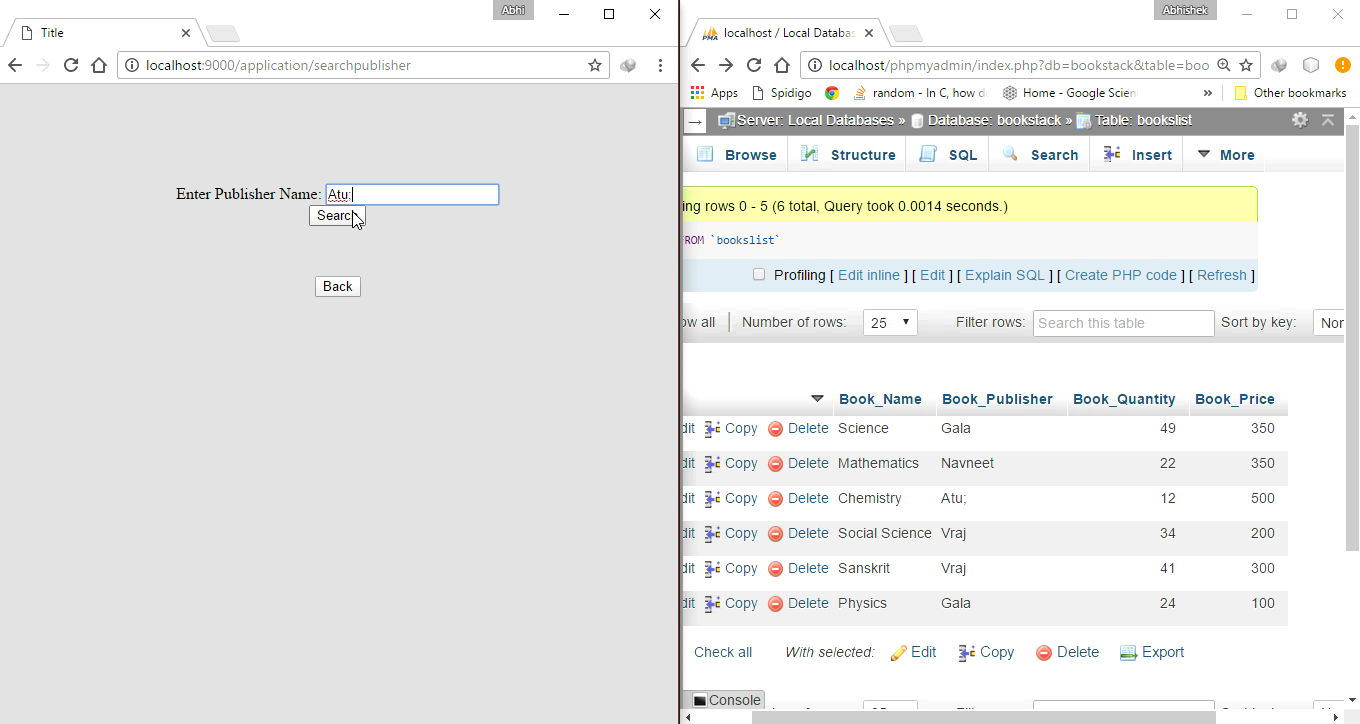 Abhi
Title
localhost:9000/application/searchpublisher
Enter Publisher Name: Atu;
Search
Back
Abhishek
localhost / Local Databa
localhost/phpmyadmin/index.php?db=bookstack&table=boo
Apps Spidigo random - In C, how d Home - Google Scien » Other bookmarks
Server: Local Databases » Database: bookstack » Table: bookslist
Browse Structure SQL Search Insert More
ing rows 0 - 5 (6 total, Query took 0.0014 seconds.)
ROM `bookslist`
Profiling [ Edit inline ] [ Edit ] [ Explain SQL ] [ Create PHP code ] [ Refresh ]
ow all Number of rows: 25 Filter rows: Search this table Sort by key: Non
Book_Name Book_Publisher Book_Quantity Book_Price
dit Copy Delete Science Gala 49 350
dit Copy Delete Mathematics Navneet 22 350
dit Copy Delete Chemistry Atu; 12 500
dit Copy Delete Social Science Vraj 34 200
dit Copy Delete Sanskrit Vraj 41 300
dit Copy Delete Physics Gala 24 100
Check all With selected: Edit Copy Delete Export
Console